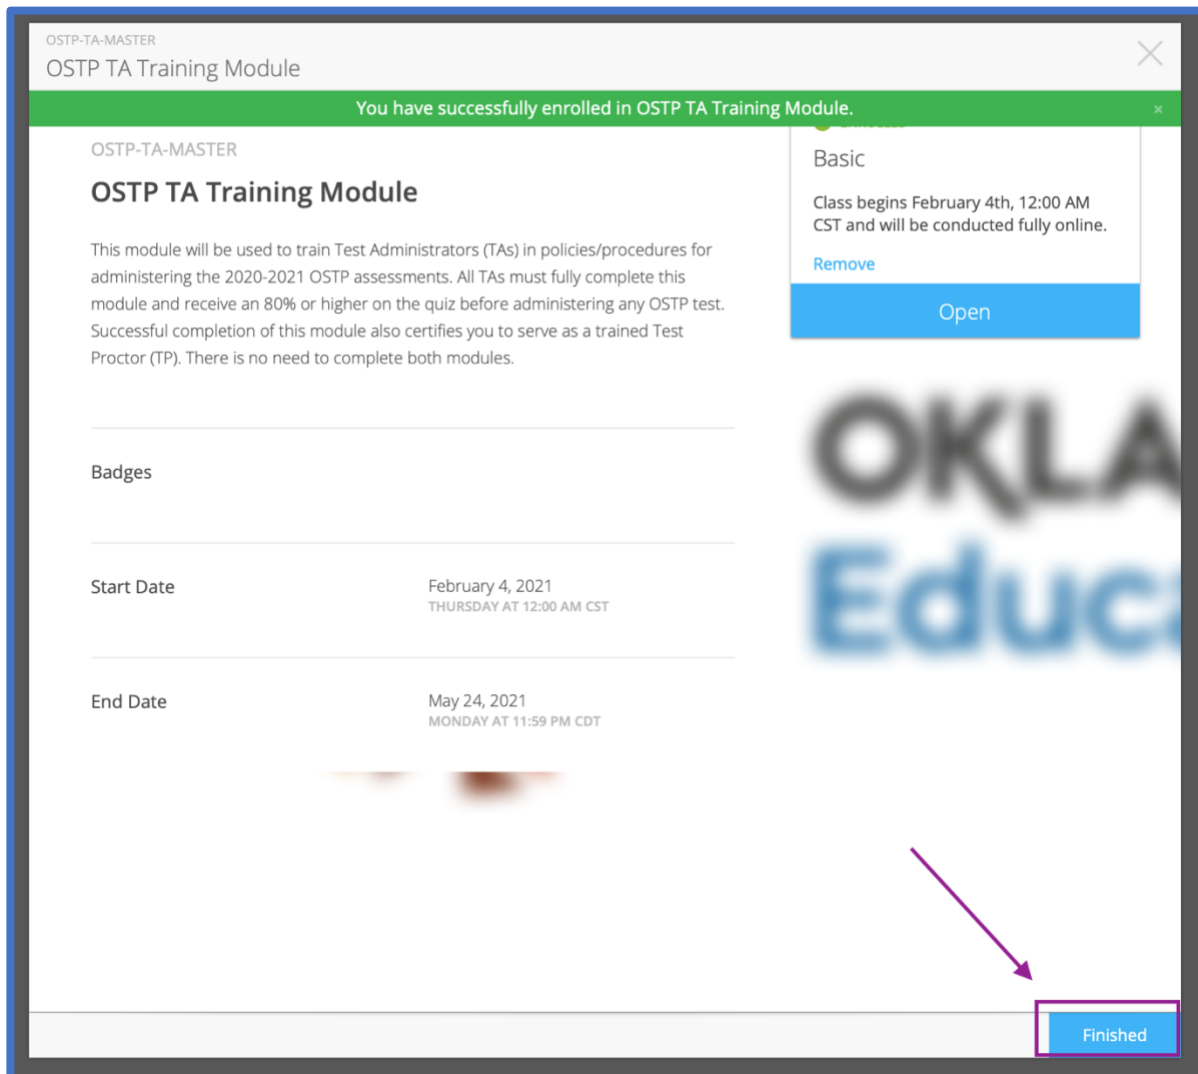 OSTP-TA-MASTER
OSTP TA Training Module
You have successfully enrolled in OSTP TA Training Module.
×
OSTP-TA-MASTER
OSTP TA Training Module
This module will be used to train Test Administrators (TAs) in policies/procedures for
administering the 2020-2021 OSTP assessments. All TAs must fully complete this
module and receive an 80% or higher on the quiz before administering any OSTP test.
Successful completion of this module also certifies you to serve as a trained Test
Proctor (TP). There is no need to complete both modules.
Badges
Start Date
February 4, 2021
THURSDAY AT 12:00 AM CST
End Date
May 24, 2021
MONDAY AT 11:59 PM CDT
Basic
Class begins February 4th, 12:00 AM
CST and will be conducted fully online.
Remove
Open
OKLA
Educa
Finished